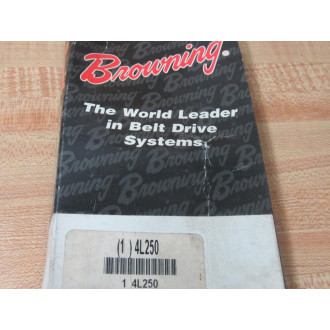 Browning®
The World Leader
in Belt Drive
Systems.
(1) 4L250
1 4L250